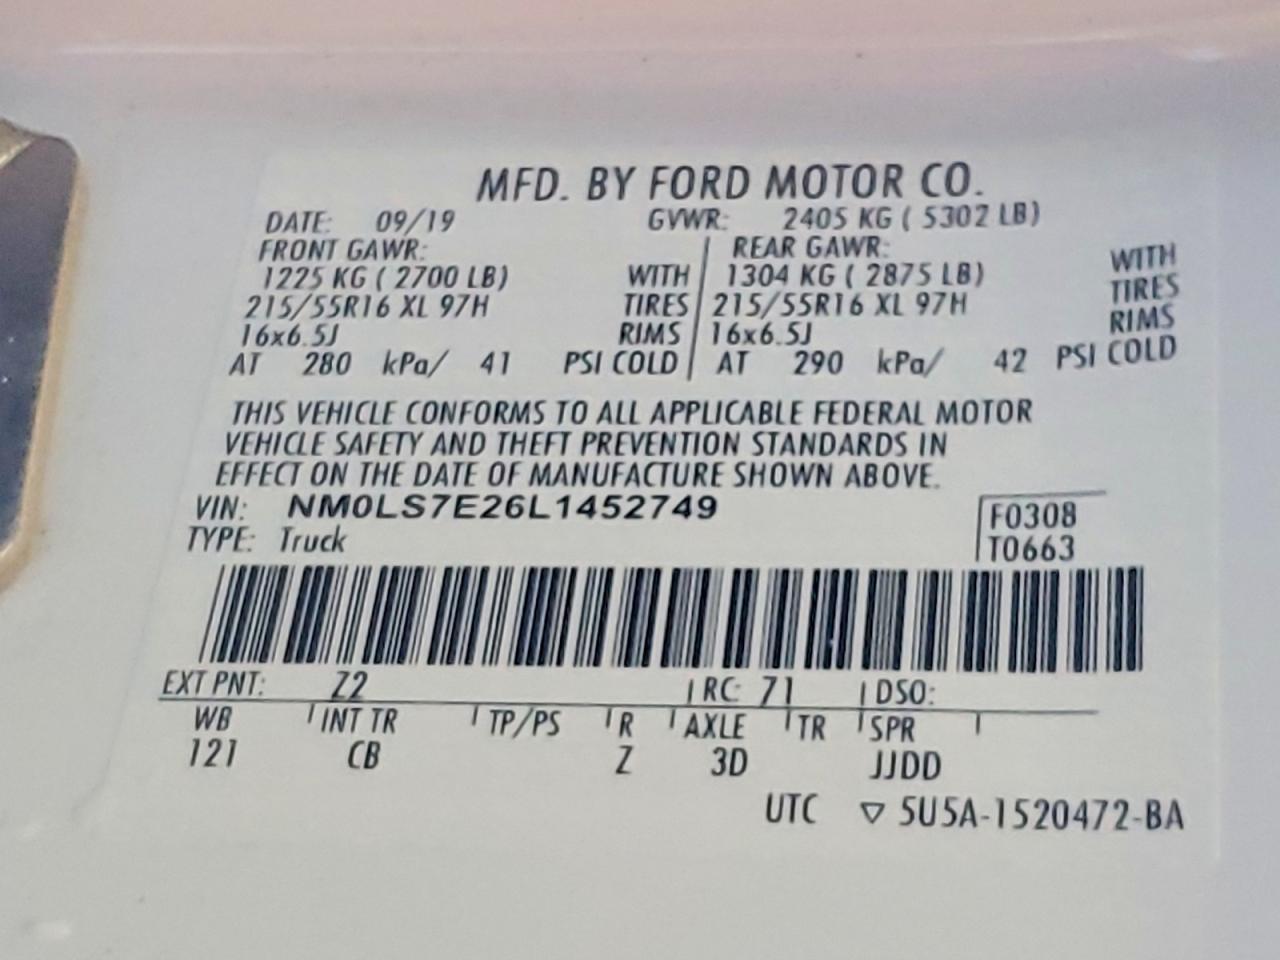 MFD. BY FORD MOTOR CO.
DATE: 09/19 GVWR: 2405 KG ( 5302 LB)
FRONT GAWR: REAR GAWR: WITH
1225 KG ( 2700 LB) WITH 1304 KG ( 2875 LB) TIRES
215/55R16 XL 97H TIRES 215/55R16 XL 97H RIMS
16x6.5J RIMS 16x6.5J
AT 280 kPa/ 41 PSI COLD AT 290 kPa/ 42 PSI COLD
THIS VEHICLE CONFORMS TO ALL APPLICABLE FEDERAL MOTOR
VEHICLE SAFETY AND THEFT PREVENTION STANDARDS IN
EFFECT ON THE DATE OF MANUFACTURE SHOWN ABOVE.
VIN: NM0LS7E26L1452749 F0308
TYPE: Truck T0663
EXT PNT: Z2 RC: 71 DSO:
WB INT TR TP/PS R AXLE TR SPR
121 CB Z 3D JJDD
UTC ▽ 5U5A-1520472-BA